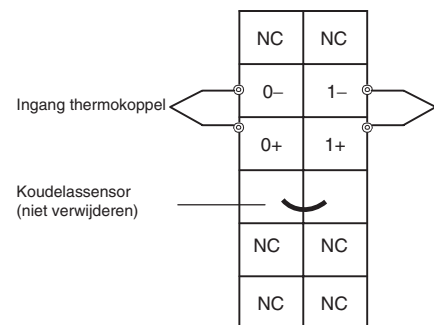 NC NC
Ingang thermokoppel 0– 1–
0+ 1+
Koudelassensor
(niet verwijderen)
NC NC
NC NC